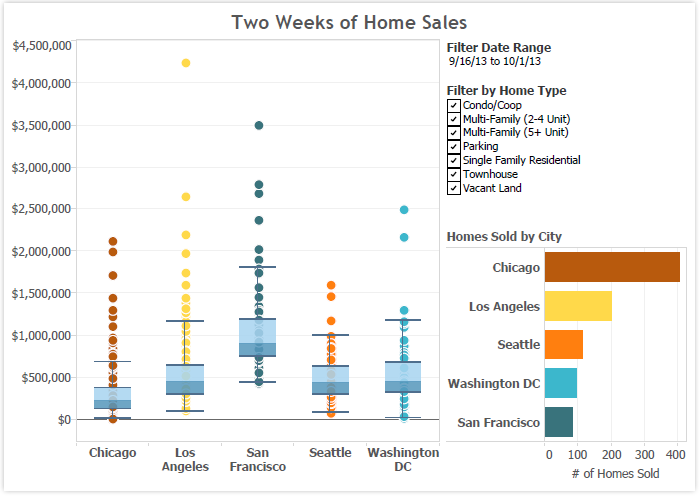 Two Weeks of Home Sales
$4,500,000
$4,000,000
$3,500,000
$3,000,000
$2,500,000
$2,000,000
$1,500,000
$1,000,000
$500,000
$0
Chicago
Los
Angeles
San
Francisco
Seattle
Washington
DC
Filter Date Range
9/16/13 to 10/1/13
Filter by Home Type
Condo/Coop
Multi-Family (2-4 Unit)
Multi-Family (5+ Unit)
Parking
Single Family Residential
Townhouse
Vacant Land
Homes Sold by City
Chicago
Los Angeles
Seattle
Washington DC
San Francisco
0 100 200 300 400
# of Homes Sold